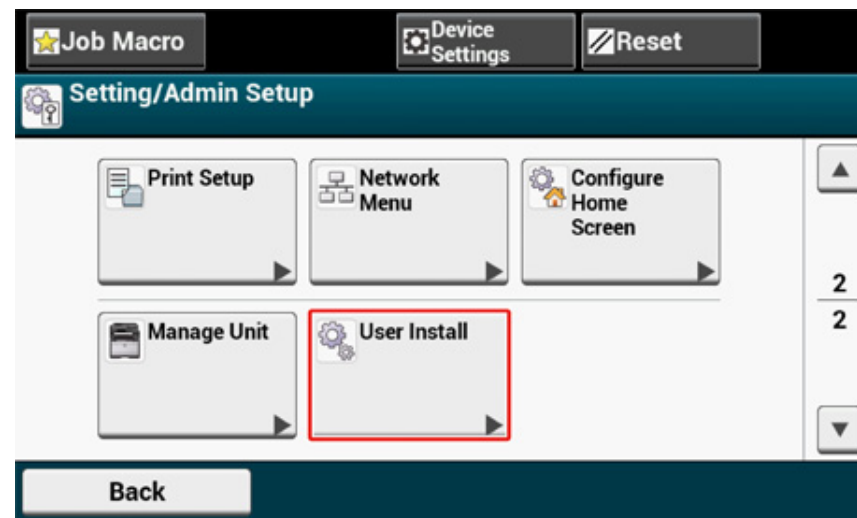 Job Macro
Device
Settings
Reset
Setting/Admin Setup
Print Setup
Network
Menu
Configure
Home
Screen
2
2
Manage Unit
User Install
Back